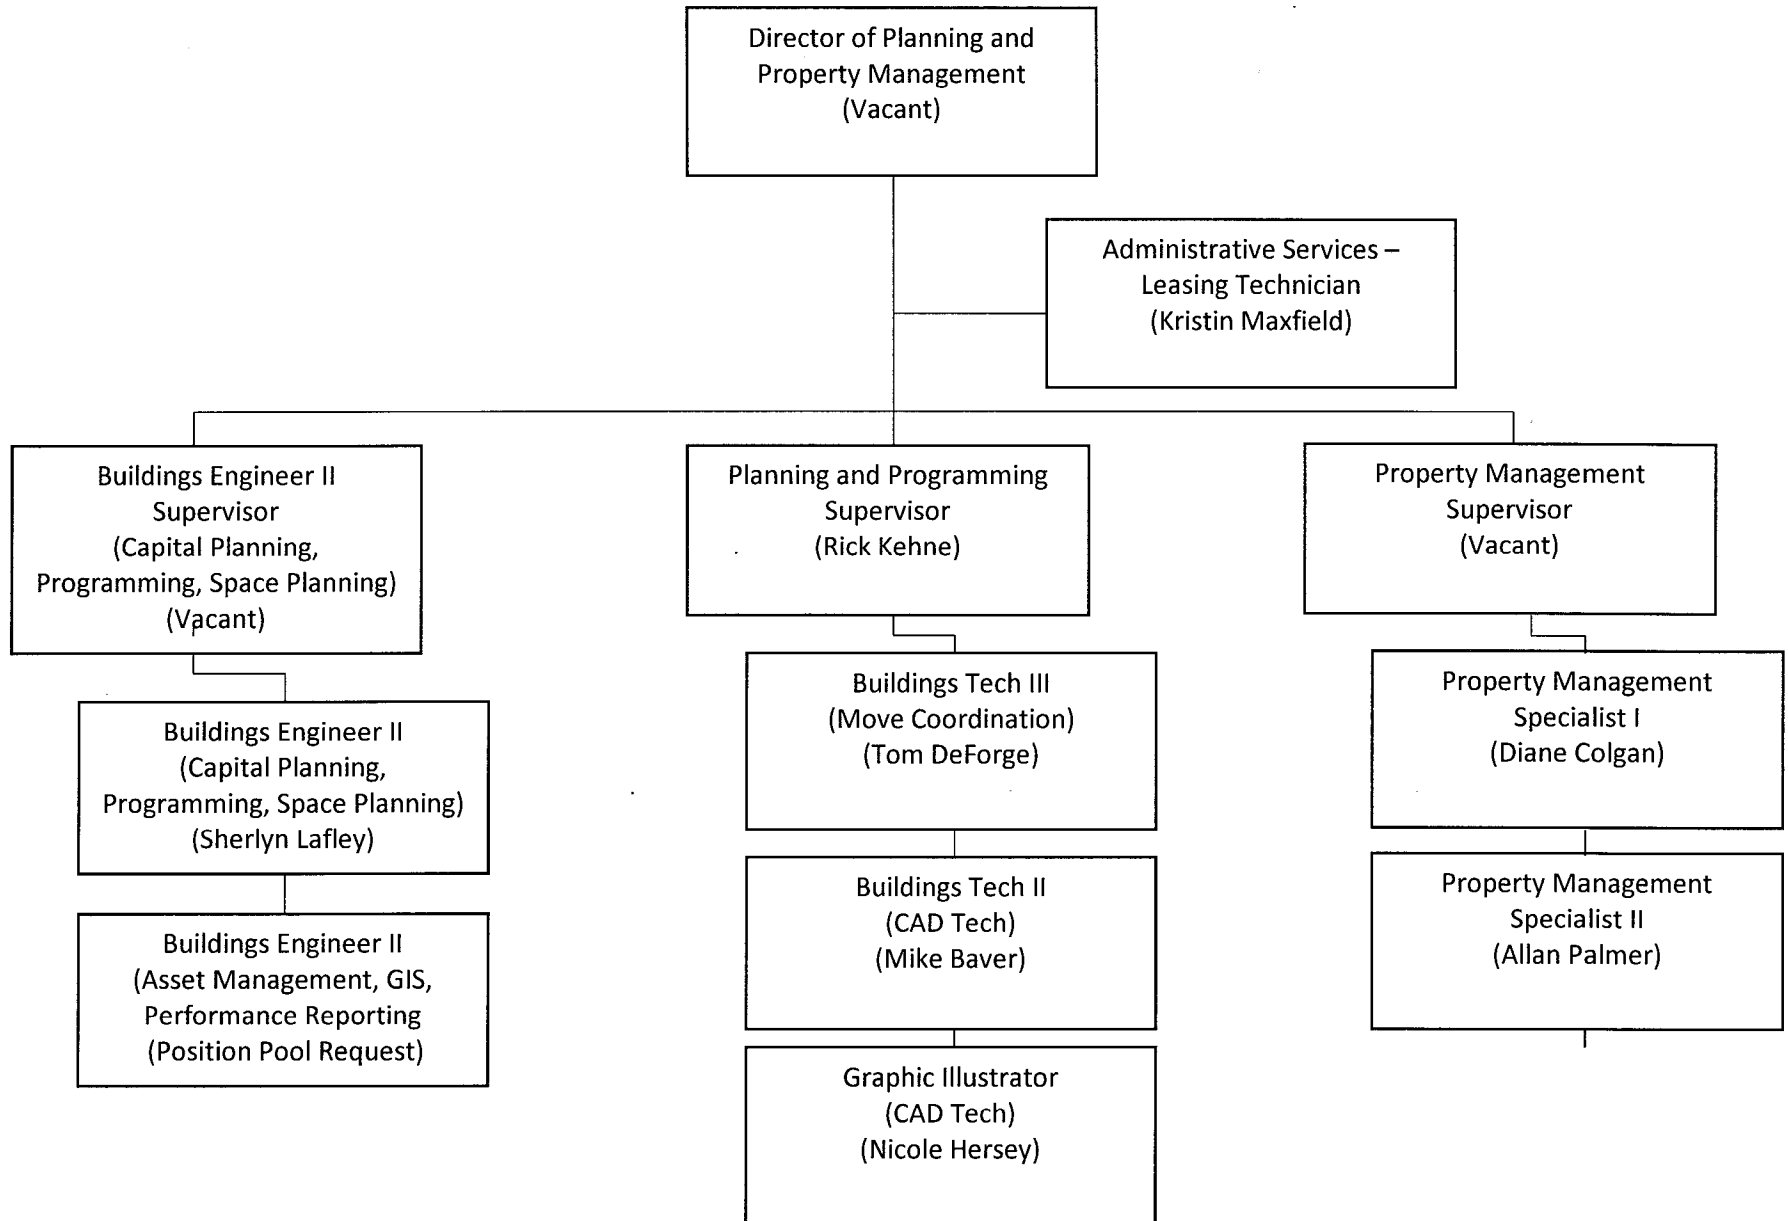 Director of Planning and
Property Management
(Vacant)
Administrative Services –
Leasing Technician
(Kristin Maxfield)
Buildings Engineer II
Supervisor
(Capital Planning,
Programming, Space Planning)
(Vacant)
Buildings Engineer II
(Capital Planning,
Programming, Space Planning)
(Sherlyn Lafley)
Buildings Engineer II
(Asset Management, GIS,
Performance Reporting
(Position Pool Request)
Planning and Programming
Supervisor
(Rick Kehne)
Buildings Tech III
(Move Coordination)
(Tom DeForge)
Buildings Tech II
(CAD Tech)
(Mike Baver)
Graphic Illustrator
(CAD Tech)
(Nicole Hersey)
Property Management
Supervisor
(Vacant)
Property Management
Specialist I
(Diane Colgan)
Property Management
Specialist II
(Allan Palmer)